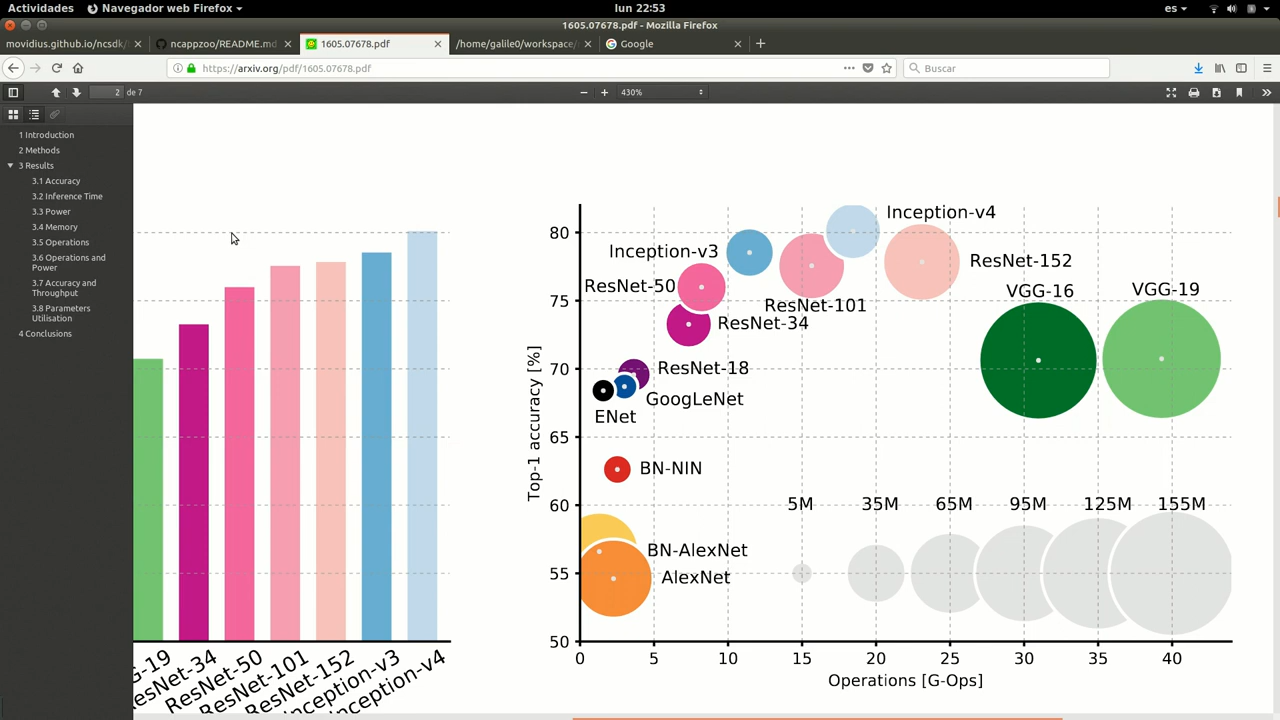 Actividades
Navegador web Firefox
lun 22:53
es
1605.07678.pdf - Mozilla Firefox
movidius.github.io/ncsdk/
ncappzoo/README.md
1605.07678.pdf
/home/galile0/workspace/
Google
https://arxiv.org/pdf/1605.07678.pdf
Buscar
2 de 7
430%
1 Introduction
2 Methods
3 Results
3.1 Accuracy
3.2 Inference Time
3.3 Power
3.4 Memory
3.5 Operations
3.6 Operations and
Power
3.7 Accuracy and
Throughput
3.8 Parameters
Utilisation
4 Conclusions
G-19
ResNet-34
ResNet-50
ResNet-101
ResNet-152
Inception-v3
Inception-v4
Top-1 accuracy [%]
80
75
70
65
60
55
50
Inception-v4
Inception-v3
ResNet-152
ResNet-50
VGG-16
VGG-19
ResNet-101
ResNet-34
ResNet-18
GoogLeNet
ENet
BN-NIN
5M 35M 65M 95M 125M 155M
BN-AlexNet
AlexNet
0 5 10 15 20 25 30 35 40
Operations [G-Ops]